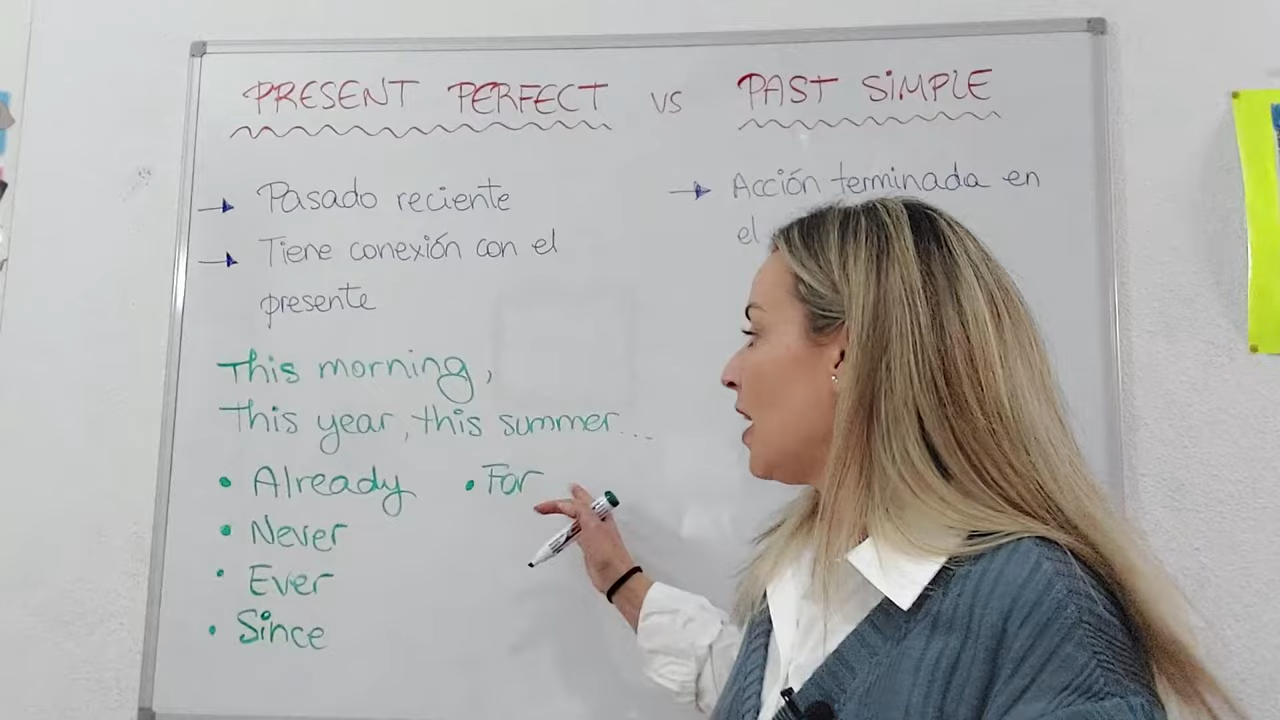 PRESENT PERFECT vs PAST SIMPLE
→ Pasado reciente
→ Tiene conexión con el
presente
This morning,
This year, this summer...
• Already
• Never
• Ever
• Since
• For
→ Acción terminada en
el